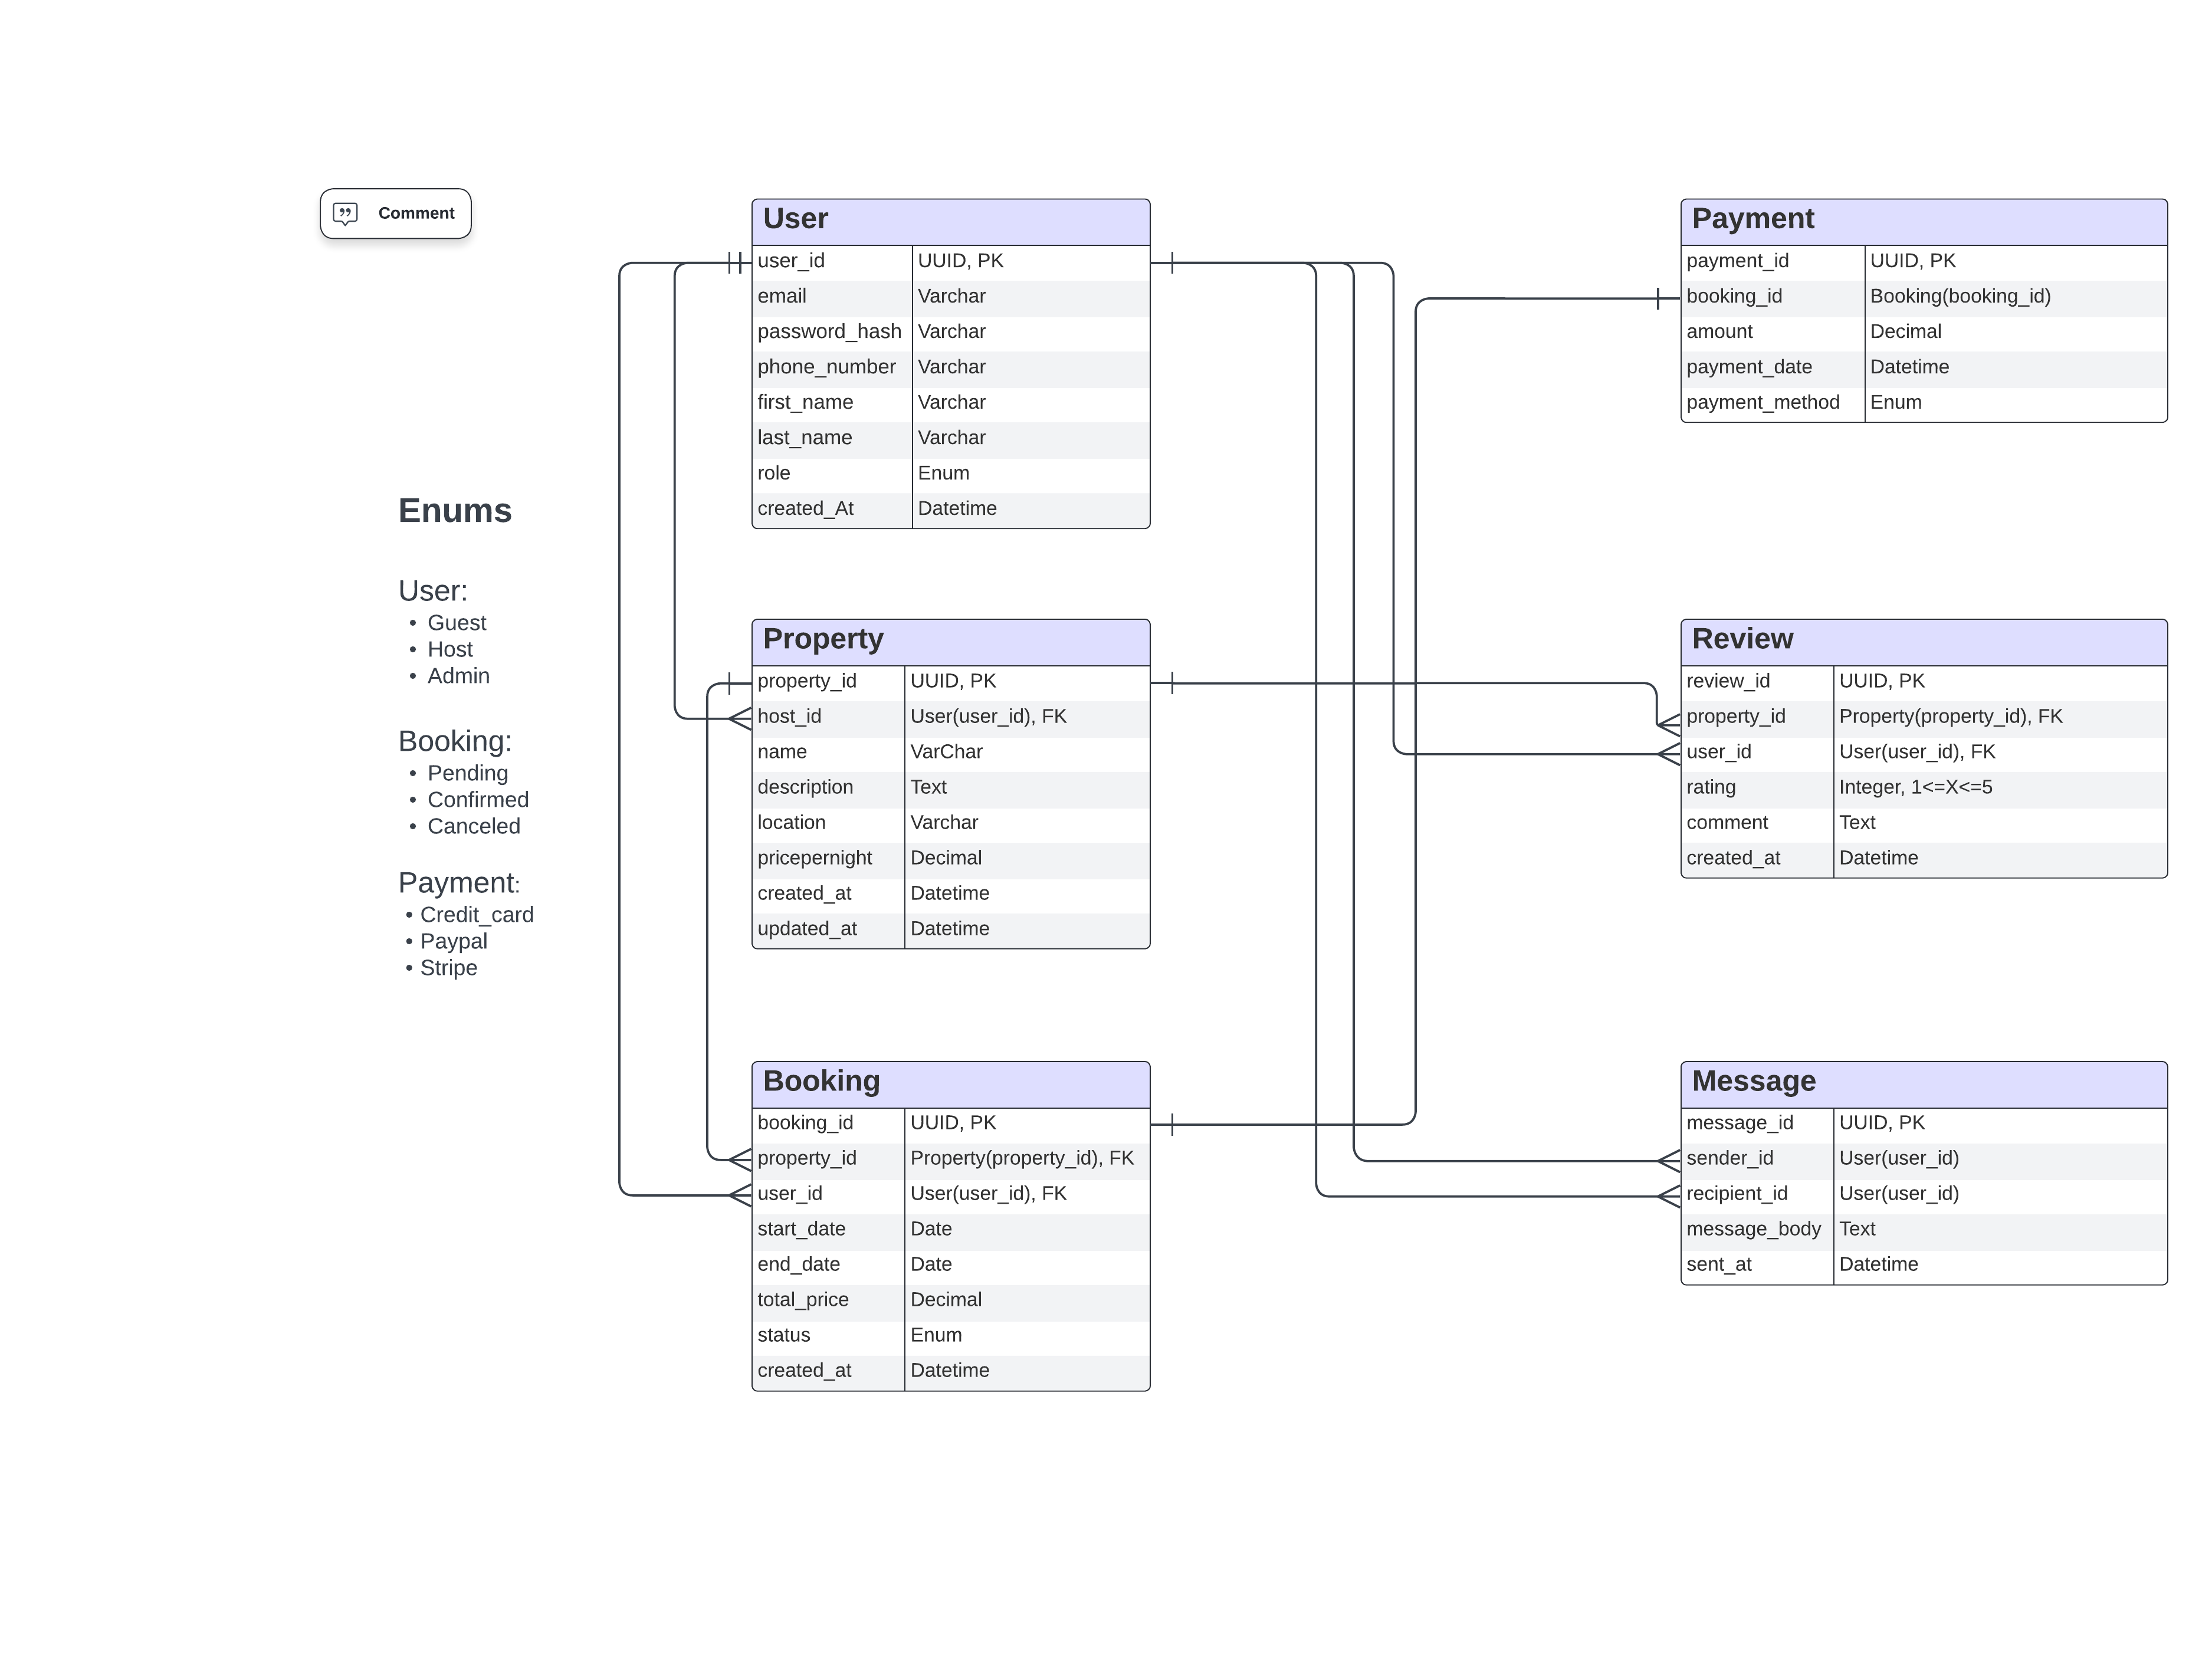 Comment
Enums
User:
• Guest
• Host
• Admin
Booking:
• Pending
• Confirmed
• Canceled
Payment:
• Credit_card
• Paypal
• Stripe
User
user_id UUID, PK
email Varchar
password_hash Varchar
phone_number Varchar
first_name Varchar
last_name Varchar
role Enum
created_At Datetime
Property
property_id UUID, PK
host_id User(user_id), FK
name VarChar
description Text
location Varchar
pricepernight Decimal
created_at Datetime
updated_at Datetime
Booking
booking_id UUID, PK
property_id Property(property_id), FK
user_id User(user_id), FK
start_date Date
end_date Date
total_price Decimal
status Enum
created_at Datetime
Payment
payment_id UUID, PK
booking_id Booking(booking_id)
amount Decimal
payment_date Datetime
payment_method Enum
Review
review_id UUID, PK
property_id Property(property_id), FK
user_id User(user_id), FK
rating Integer, 1<=X<=5
comment Text
created_at Datetime
Message
message_id UUID, PK
sender_id User(user_id)
recipient_id User(user_id)
message_body Text
sent_at Datetime